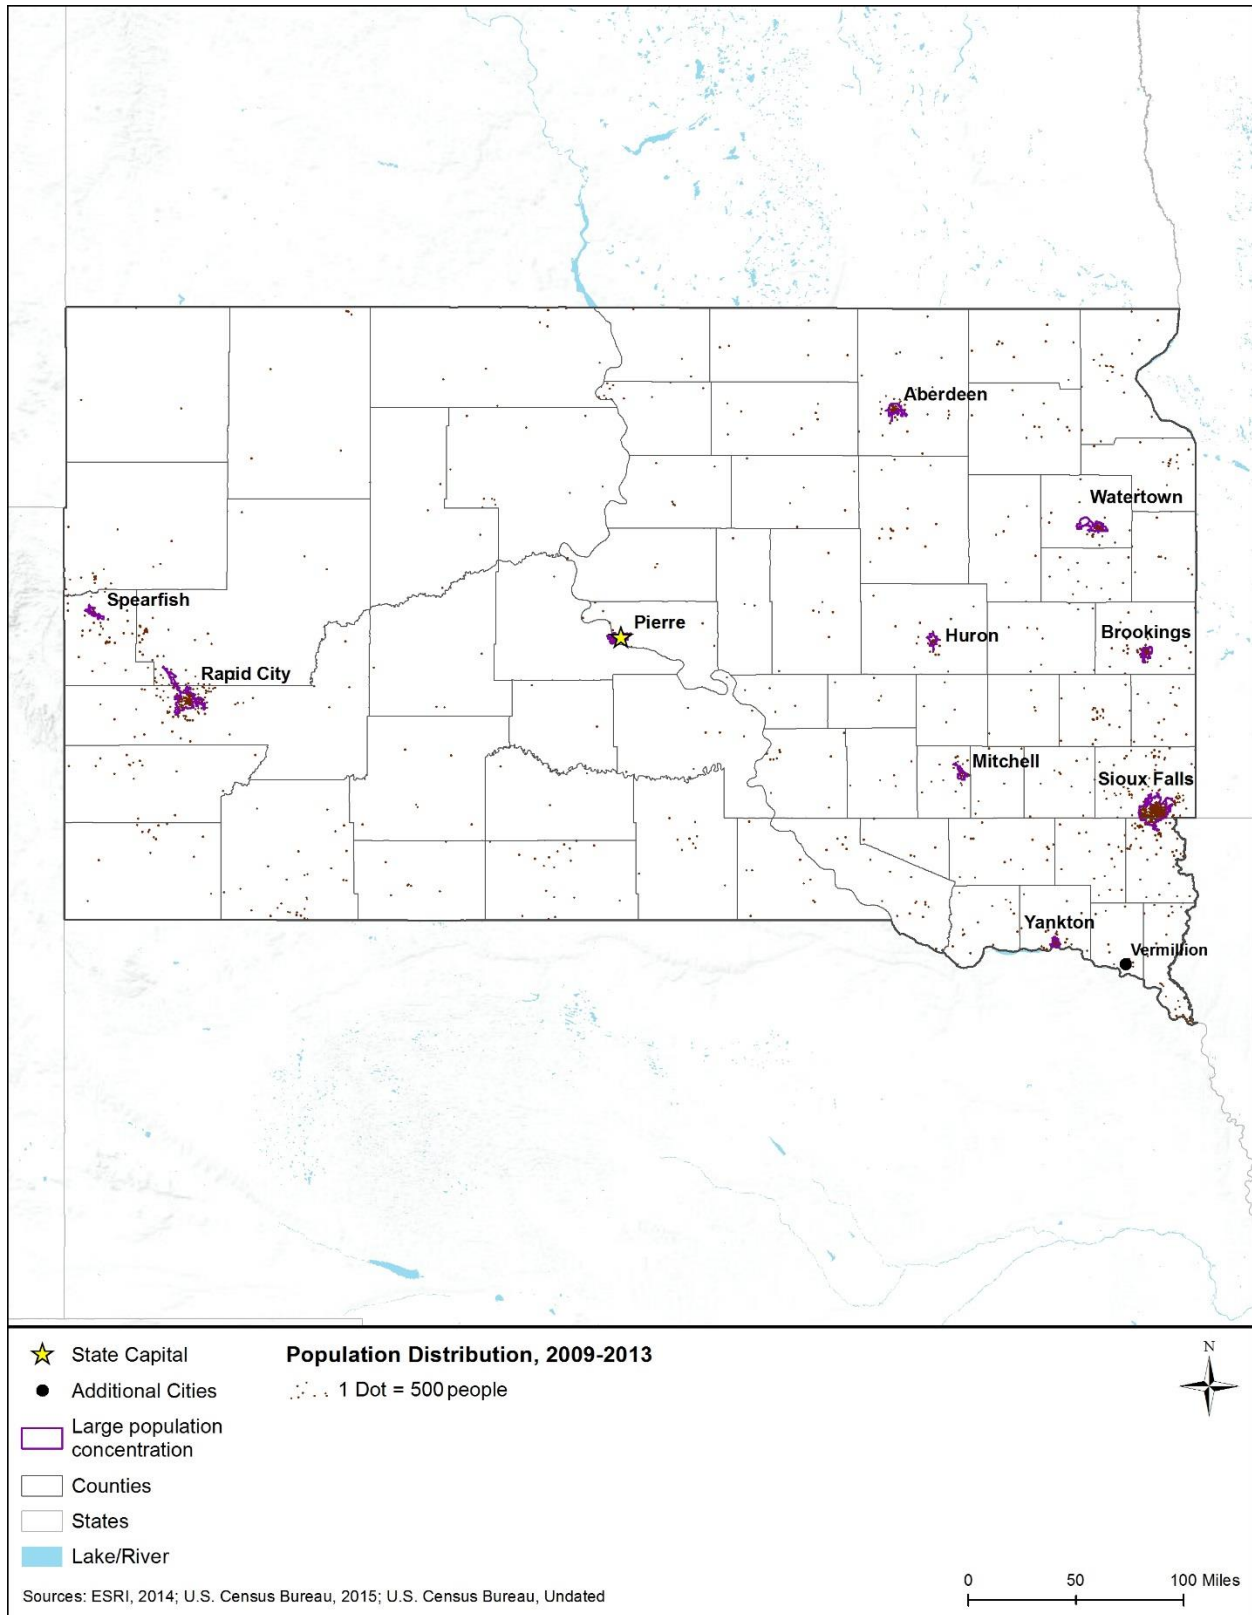 Aberdeen
Watertown
Spearfish
Pierre
Huron
Brookings
Rapid City
Mitchell
Sioux Falls
Yankton
Vermillion
State Capital
Additional Cities
Large population
concentration
Counties
States
Lake/River
Population Distribution, 2009-2013
1 Dot = 500 people
N
Sources: ESRI, 2014; U.S. Census Bureau, 2015; U.S. Census Bureau, Undated
0 50 100 Miles